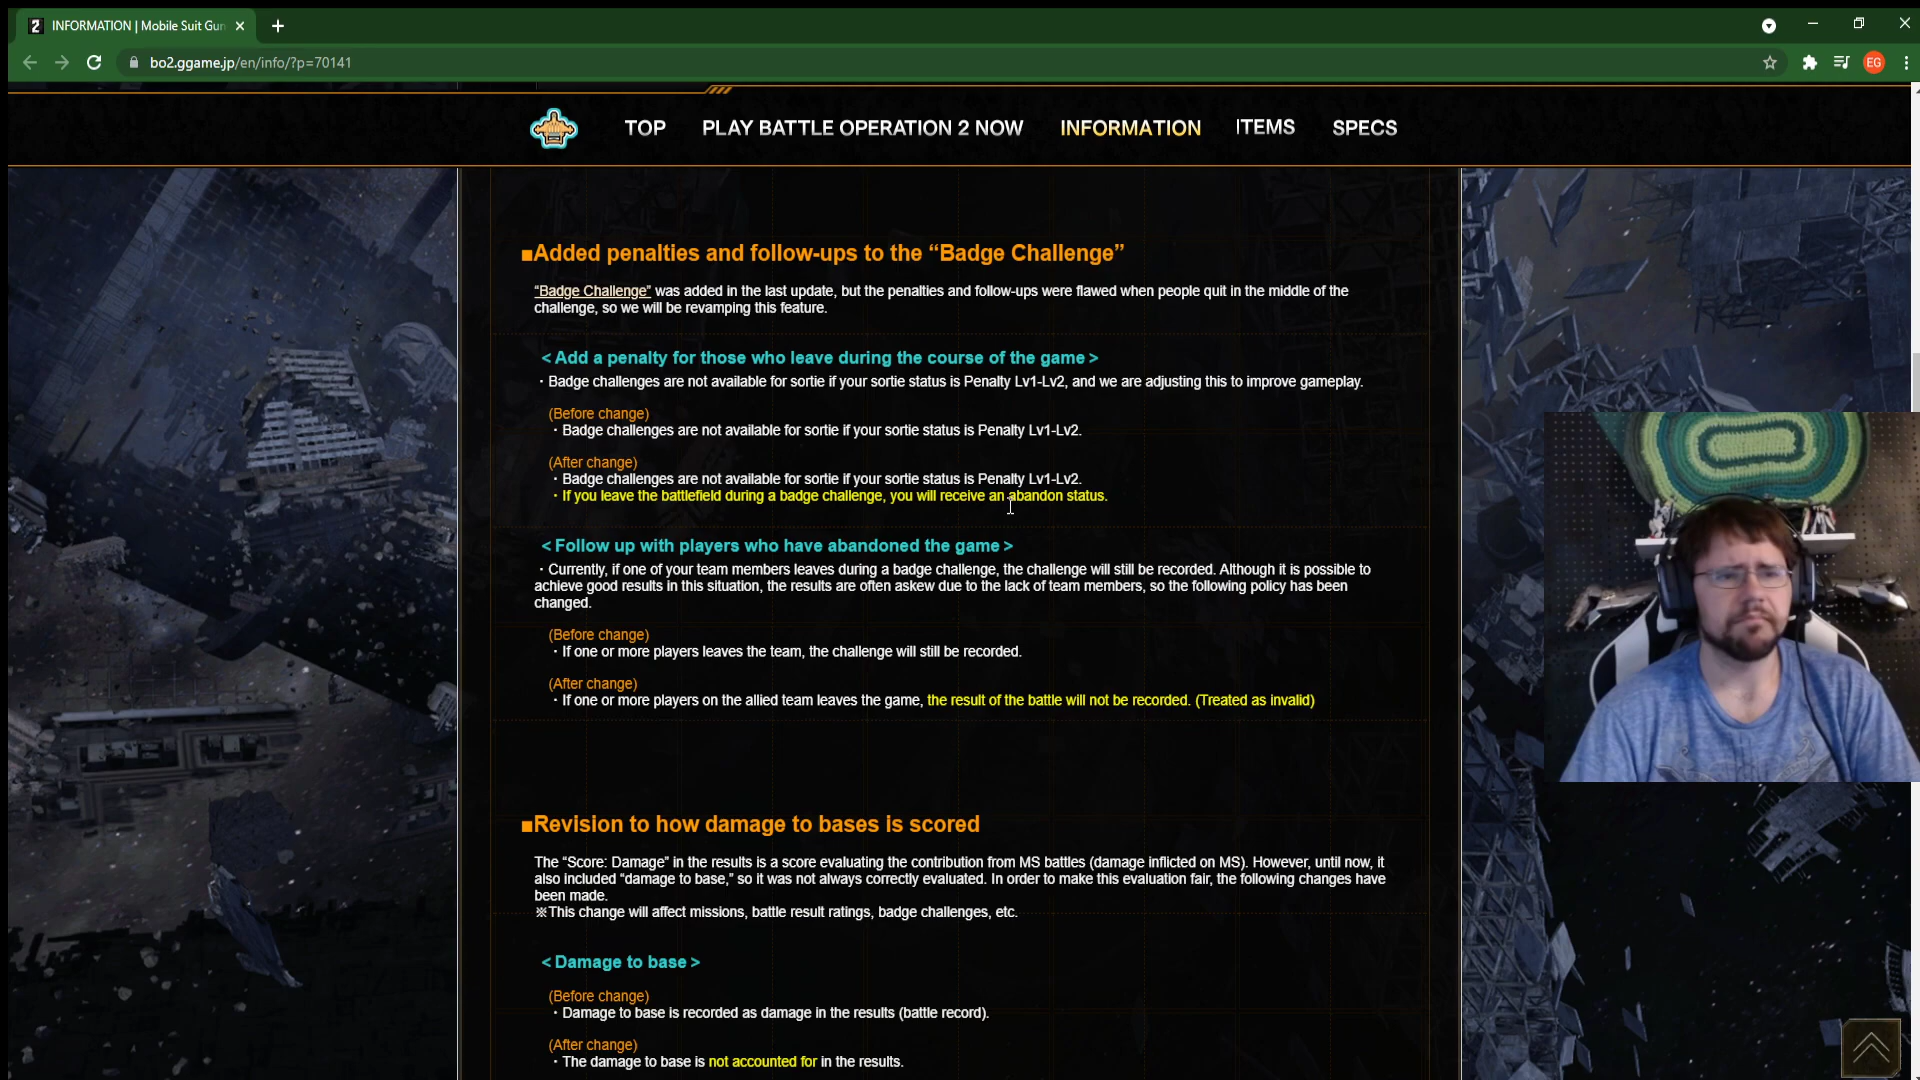 2 INFORMATION | Mobile Suit Gun
bo2.ggame.jp/en/info/?p=70141
EG
TOP PLAY BATTLE OPERATION 2 NOW INFORMATION ITEMS SPECS
■Added penalties and follow-ups to the “Badge Challenge”
“Badge Challenge” was added in the last update, but the penalties and follow-ups were flawed when people quit in the middle of the
challenge, so we will be revamping this feature.
< Add a penalty for those who leave during the course of the game >
・Badge challenges are not available for sortie if your sortie status is Penalty Lv1-Lv2, and we are adjusting this to improve gameplay.
(Before change)
・Badge challenges are not available for sortie if your sortie status is Penalty Lv1-Lv2.
(After change)
・Badge challenges are not available for sortie if your sortie status is Penalty Lv1-Lv2.
・If you leave the battlefield during a badge challenge, you will receive an abandon status.
< Follow up with players who have abandoned the game >
・Currently, if one of your team members leaves during a badge challenge, the challenge will still be recorded. Although it is possible to
achieve good results in this situation, the results are often askew due to the lack of team members, so the following policy has been
changed.
(Before change)
・If one or more players leaves the team, the challenge will still be recorded.
(After change)
・If one or more players on the allied team leaves the game, the result of the battle will not be recorded. (Treated as invalid)
■Revision to how damage to bases is scored
The “Score: Damage” in the results is a score evaluating the contribution from MS battles (damage inflicted on MS). However, until now, it
also included “damage to base,” so it was not always correctly evaluated. In order to make this evaluation fair, the following changes have
been made.
※This change will affect missions, battle result ratings, badge challenges, etc.
< Damage to base >
(Before change)
・Damage to base is recorded as damage in the results (battle record).
(After change)
・The damage to base is not accounted for in the results.